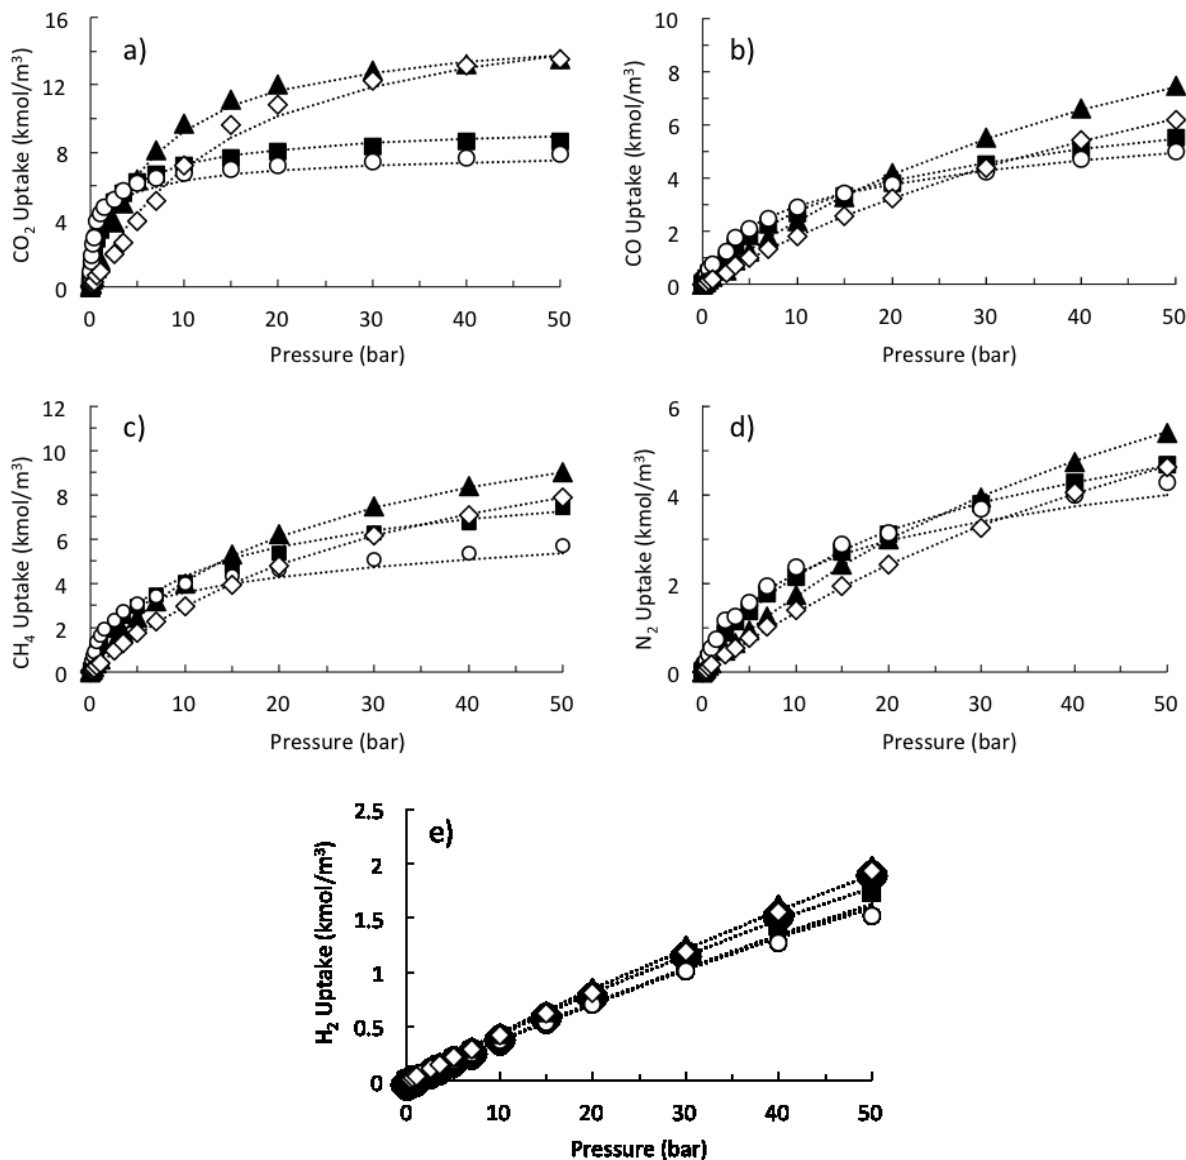 a)
CO2 Uptake (kmol/m3)
16
12
8
4
0
0 10 20 30 40 50
Pressure (bar)
b)
CO Uptake (kmol/m3)
10
8
6
4
2
0
0 10 20 30 40 50
Pressure (bar)
c)
CH4 Uptake (kmol/m3)
12
10
8
6
4
2
0
0 10 20 30 40 50
Pressure (bar)
d)
N2 Uptake (kmol/m3)
6
4
2
0
0 10 20 30 40 50
Pressure (bar)
e)
H2 Uptake (kmol/m3)
2.5
2
1.5
1
0.5
0
0 10 20 30 40 50
Pressure (bar)